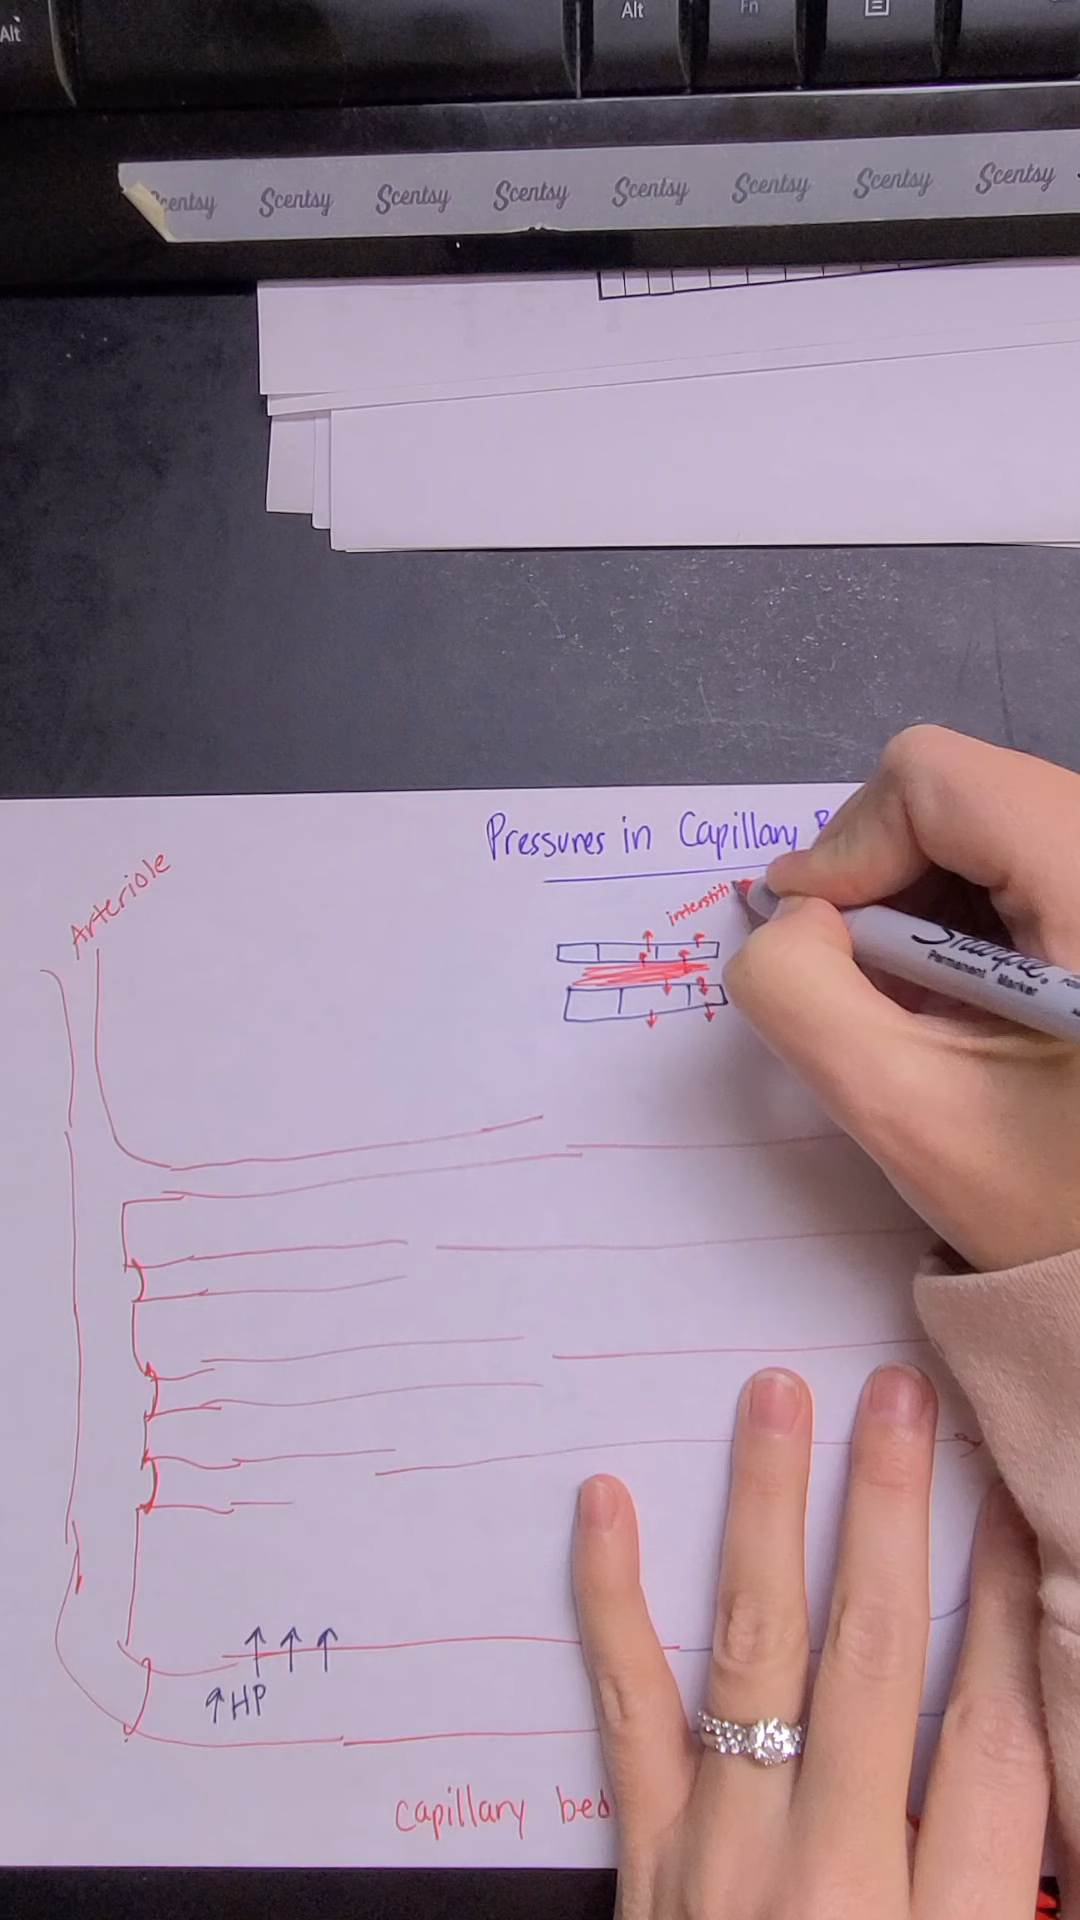 Alt
Alt
Fn
Scentsy Scentsy Scentsy Scentsy Scentsy Scentsy Scentsy
Pressures in Capillary
Arteriole
Sharpie
Permanent Marker
↑HP
capillary bed